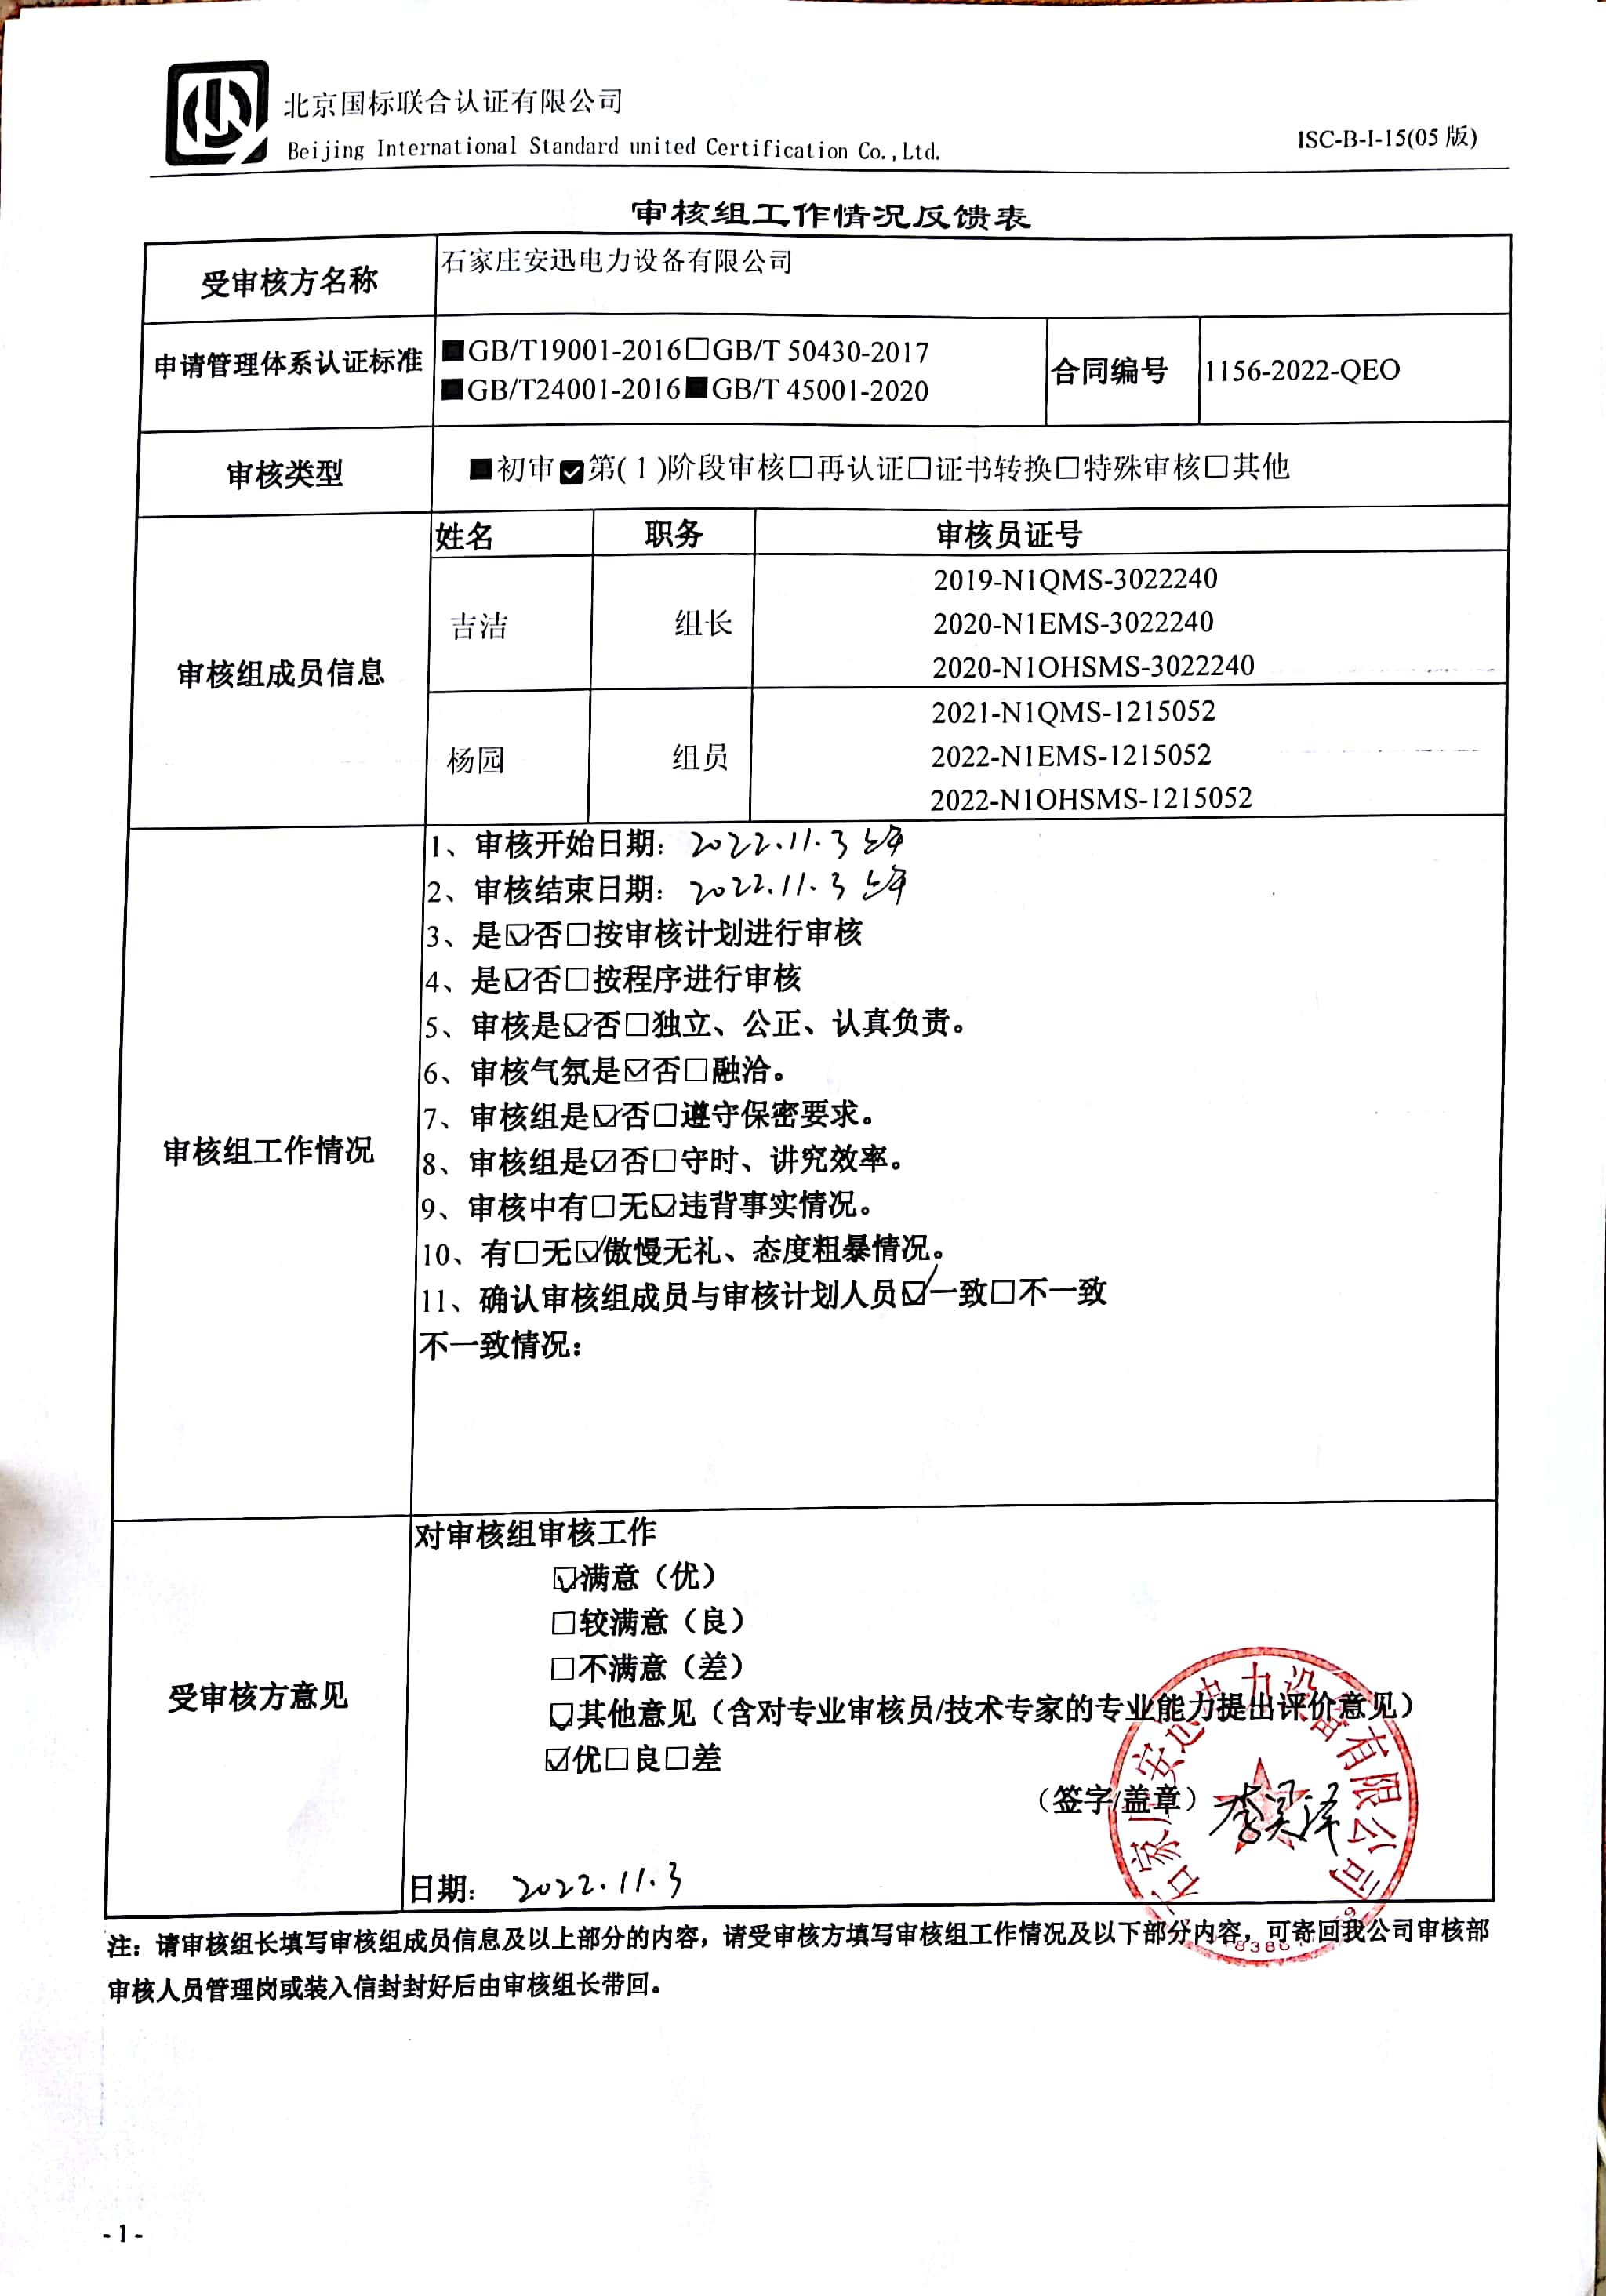 北京国标联合认证有限公司
Beijing International Standard united Certification Co.,Ltd.
ISC-B-I-15(05 版)
审核组工作情况反馈表
受审核方名称
石家庄安迅电力设备有限公司
申请管理体系认证标准
■GB/T19001-2016□GB/T 50430-2017
■GB/T24001-2016■GB/T 45001-2020
合同编号
1156-2022-QEO
审核类型
■初审☑第( 1 )阶段审核□再认证□证书转换□特殊审核□其他
审核组成员信息
姓名 职务 审核员证号
吉洁 组长
2019-N1QMS-3022240
2020-N1EMS-3022240
2020-N1OHSMS-3022240
杨园 组员
2021-N1QMS-1215052
2022-N1EMS-1215052
2022-N1OHSMS-1215052
审核组工作情况
1、审核开始日期：2022.11.3 上午
2、审核结束日期：2022.11.3 上午
3、是☑否□按审核计划进行审核
4、是☑否□按程序进行审核
5、审核是☑否□独立、公正、认真负责。
6、审核气氛是☑否□融洽。
7、审核组是☑否□遵守保密要求。
8、审核组是☑否□守时、讲究效率。
9、审核中有□无☑违背事实情况。
10、有□无☑傲慢无礼、态度粗暴情况。
11、确认审核组成员与审核计划人员☑一致□不一致
不一致情况：
受审核方意见
对审核组审核工作
☑满意（优）
□较满意（良）
□不满意（差）
□其他意见（含对专业审核员/技术专家的专业能力提出评价意见）
☑优□良□差
（签字/盖章）
石家庄安迅电力设备有限公司
日期： 2022.11.3
注：请审核组长填写审核组成员信息及以上部分的内容，请受审核方填写审核组工作情况及以下部分内容，可寄回我公司审核部
审核人员管理岗或装入信封封好后由审核组长带回。
- 1 -